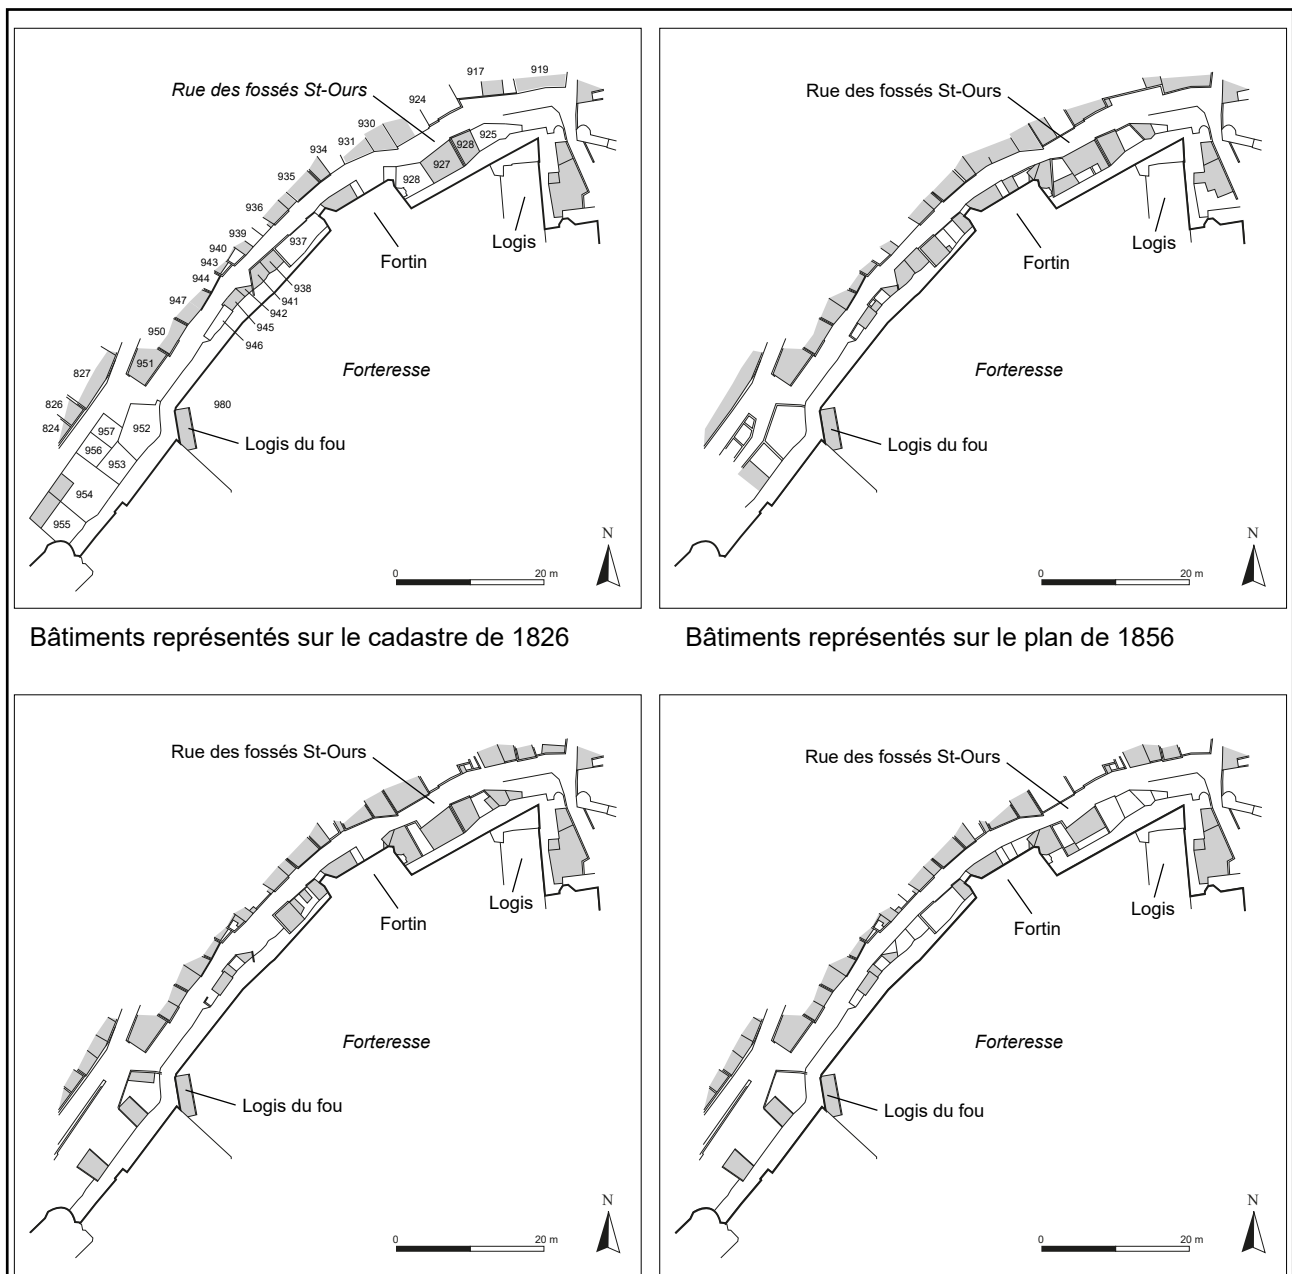 917
919
Rue des fossés St-Ours
924
930
931
925
928
927
934
928
935
936
Logis
939
937
940
Fortin
943
944
938
941
947
942
945
950
946
951
Forteresse
827
826
980
952
824
957
Logis du fou
956
953
954
955
N
0
20 m
Bâtiments représentés sur le cadastre de 1826
Rue des fossés St-Ours
Logis
Fortin
Forteresse
Logis du fou
N
0
20 m
Bâtiments représentés sur le plan de 1856
Rue des fossés St-Ours
Logis
Fortin
Forteresse
Logis du fou
N
0
20 m
Rue des fossés St-Ours
Logis
Fortin
Forteresse
Logis du fou
N
0
20 m